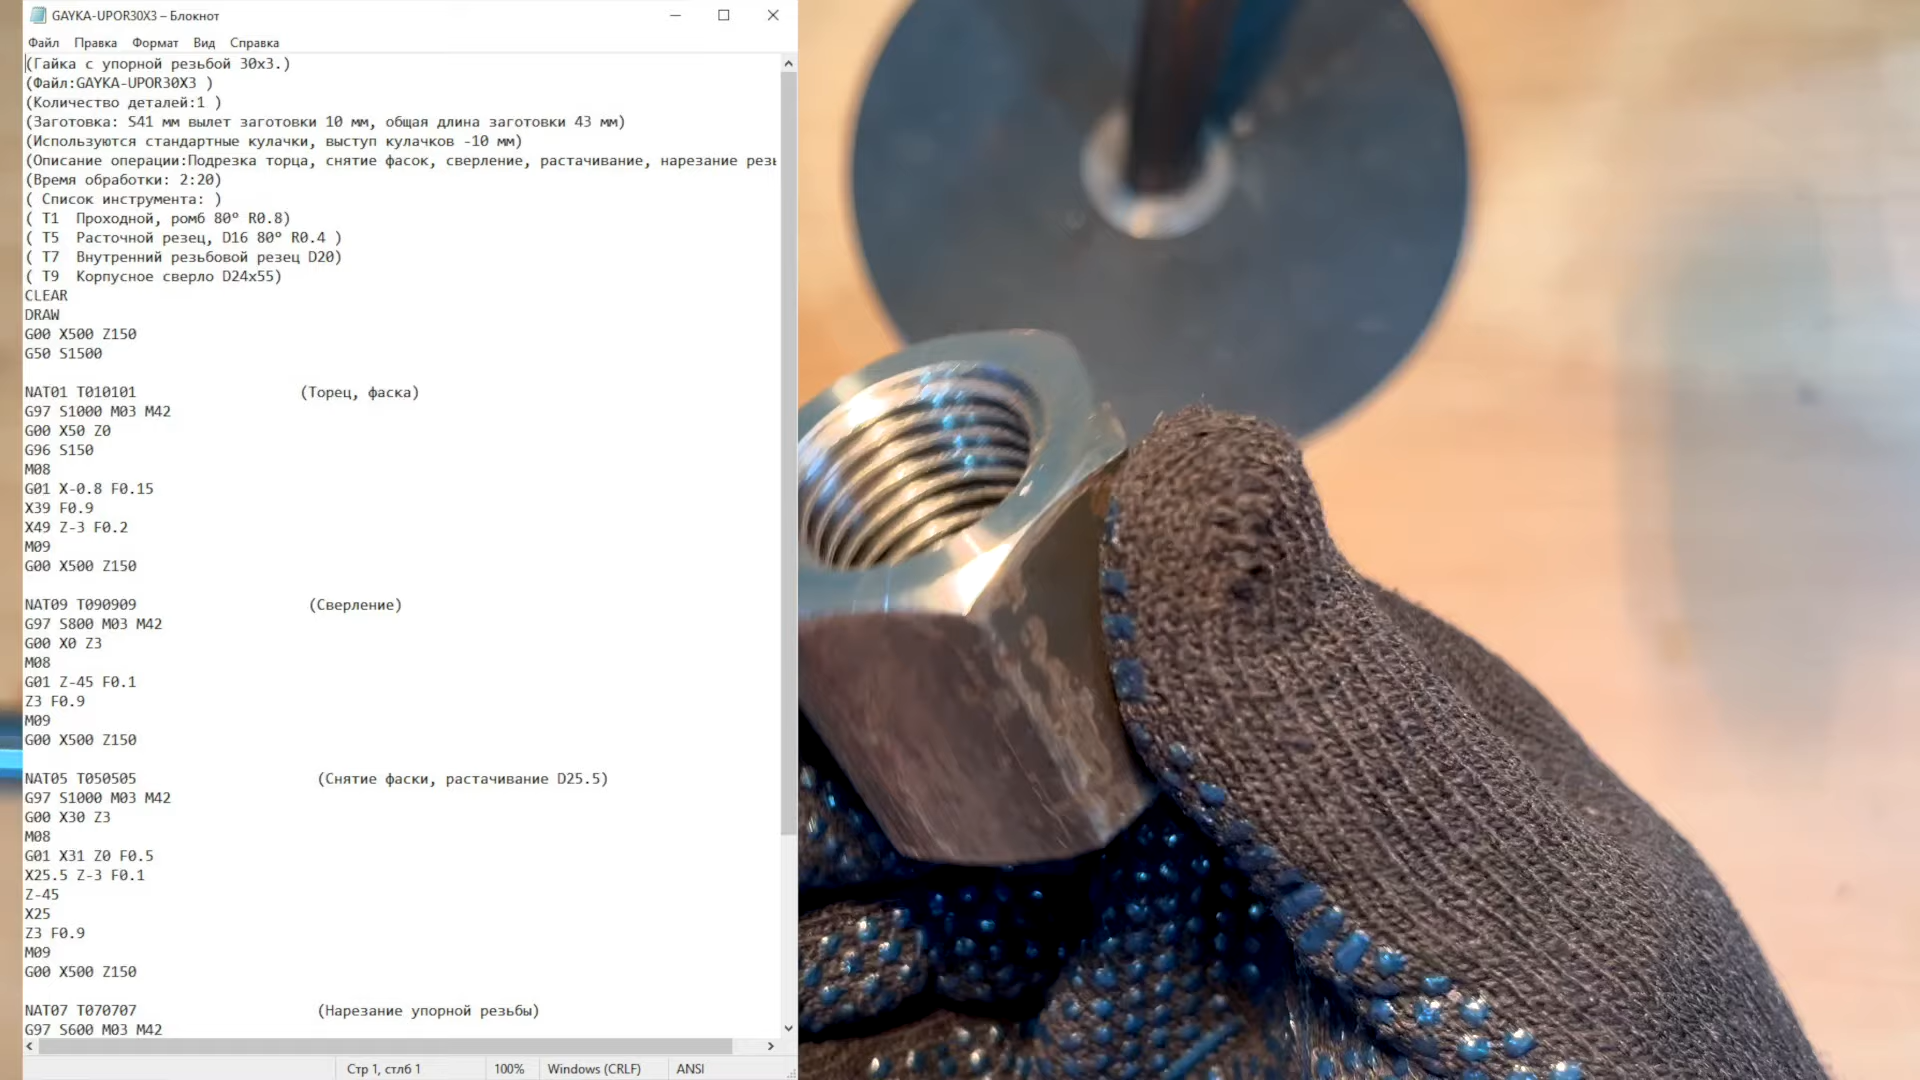 GAYKA-UPOR30X3 – Блокнот
Файл Правка Формат Вид Справка
(Гайка с упорной резьбой 30х3.)
(Файл:GAYKA-UPOR30X3 )
(Количество деталей:1 )
(Заготовка: S41 мм вылет заготовки 10 мм, общая длина заготовки 43 мм)
(Используются стандартные кулачки, выступ кулачков -10 мм)
(Описание операции:Подрезка торца, снятие фасок, сверление, растачивание, нарезание резь
(Время обработки: 2:20)
( Список инструмента: )
( T1  Проходной, ромб 80° R0.8)
( T5  Расточной резец, D16 80° R0.4 )
( T7  Внутренний резьбовой резец D20)
( T9  Корпусное сверло D24x55)
CLEAR
DRAW
G00 X500 Z150
G50 S1500
NAT01 T010101 (Торец, фаска)
G97 S1000 M03 M42
G00 X50 Z0
G96 S150
M08
G01 X-0.8 F0.15
X39 F0.9
X49 Z-3 F0.2
M09
G00 X500 Z150
NAT09 T090909 (Сверление)
G97 S800 M03 M42
G00 X0 Z3
M08
G01 Z-45 F0.1
Z3 F0.9
M09
G00 X500 Z150
NAT05 T050505 (Снятие фаски, растачивание D25.5)
G97 S1000 M03 M42
G00 X30 Z3
M08
G01 X31 Z0 F0.5
X25.5 Z-3 F0.1
Z-45
X25
Z3 F0.9
M09
G00 X500 Z150
NAT07 T070707 (Нарезание упорной резьбы)
G97 S600 M03 M42
Стр 1, стлб 1 100% Windows (CRLF) ANSI